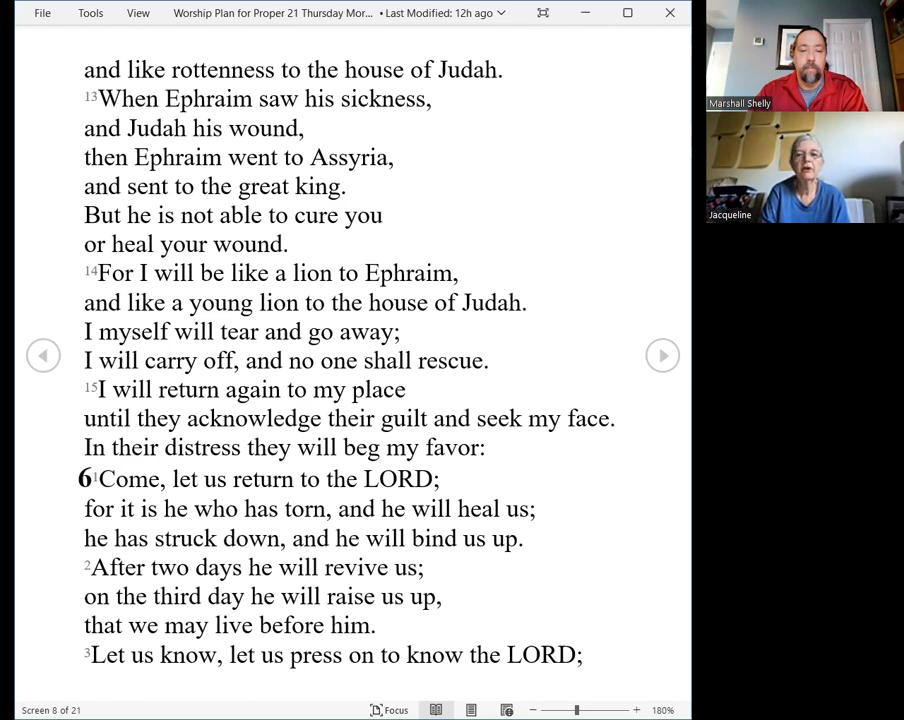 File Tools View Worship Plan for Proper 21 Thursday Mor... • Last Modified: 12h ago
and like rottenness to the house of Judah.
13When Ephraim saw his sickness,
and Judah his wound,
then Ephraim went to Assyria,
and sent to the great king.
But he is not able to cure you
or heal your wound.
14For I will be like a lion to Ephraim,
and like a young lion to the house of Judah.
I myself will tear and go away;
I will carry off, and no one shall rescue.
15I will return again to my place
until they acknowledge their guilt and seek my face.
In their distress they will beg my favor:
6 1Come, let us return to the LORD;
for it is he who has torn, and he will heal us;
he has struck down, and he will bind us up.
2After two days he will revive us;
on the third day he will raise us up,
that we may live before him.
3Let us know, let us press on to know the LORD;
Screen 8 of 21 Focus 180%
Marshall Shelly
Jacqueline